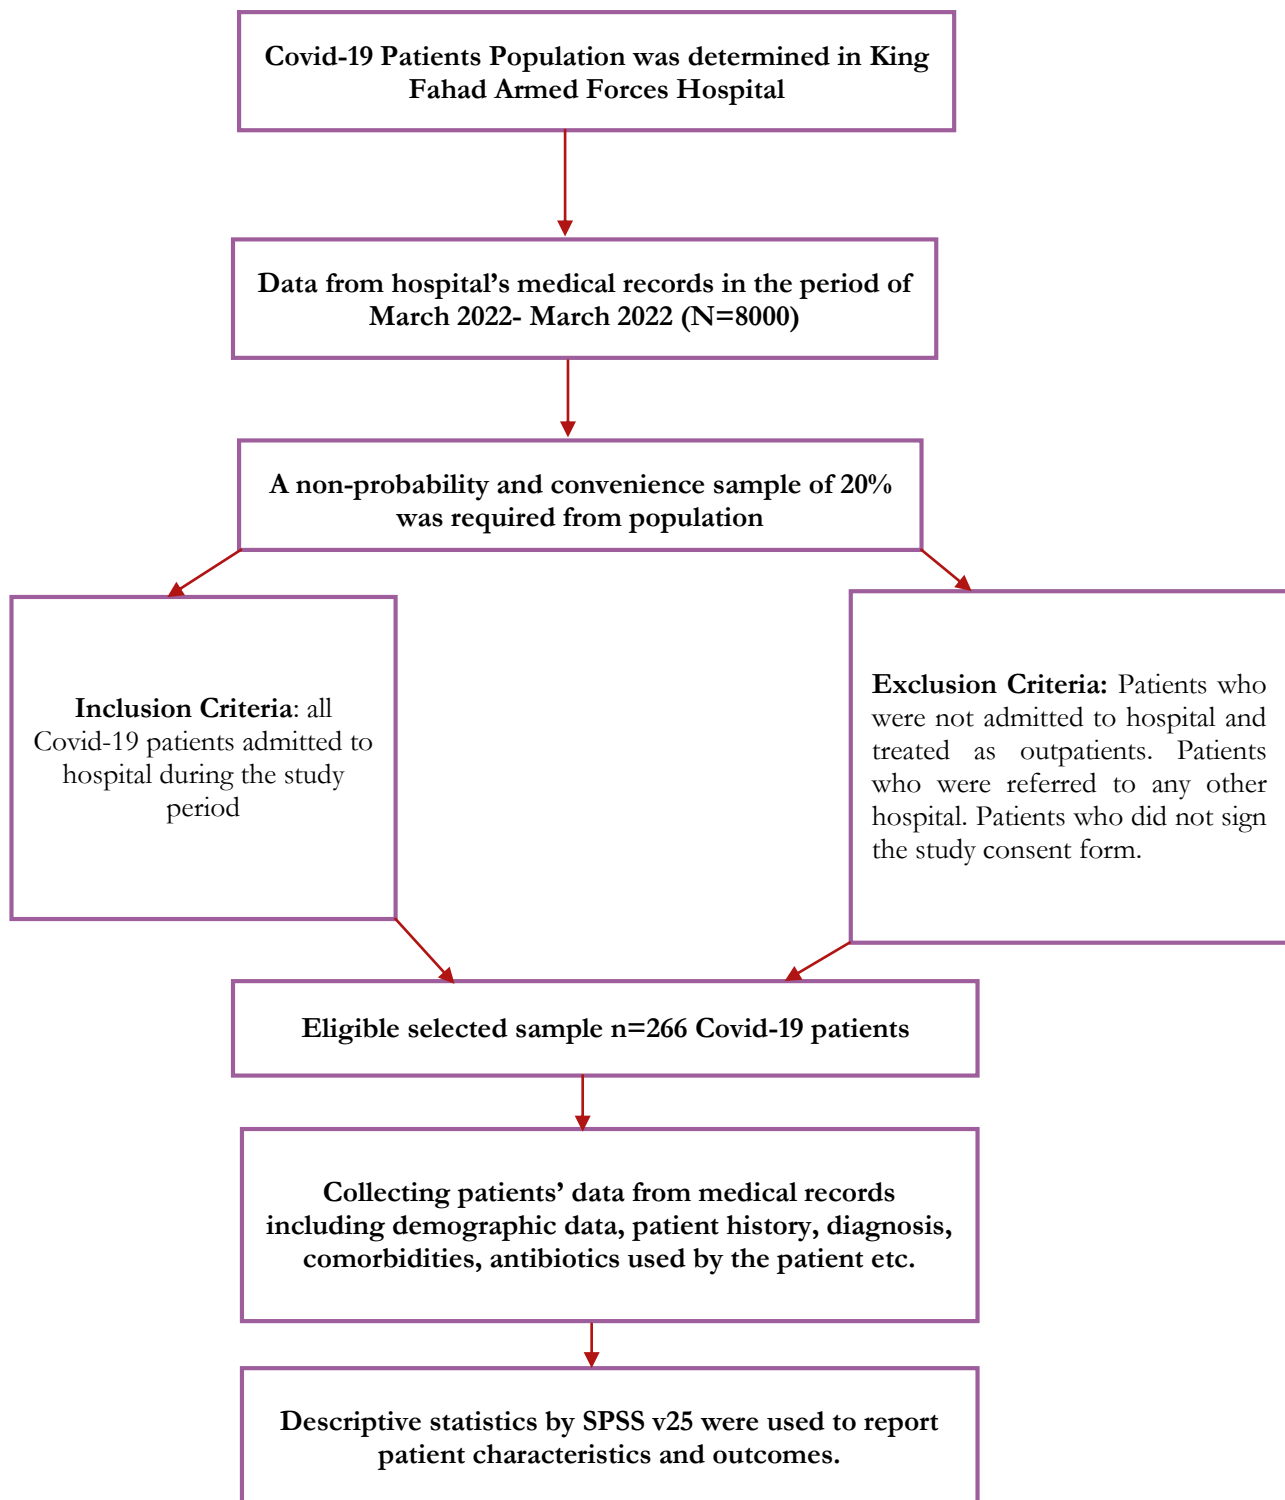 Covid-19 Patients Population was determined in King
Fahad Armed Forces Hospital
Data from hospital’s medical records in the period of
March 2022- March 2022 (N=8000)
A non-probability and convenience sample of 20%
was required from population
Inclusion Criteria: all
Covid-19 patients admitted to
hospital during the study
period
Exclusion Criteria: Patients who
were not admitted to hospital and
treated as outpatients. Patients
who were referred to any other
hospital. Patients who did not sign
the study consent form.
Eligible selected sample n=266 Covid-19 patients
Collecting patients’ data from medical records
including demographic data, patient history, diagnosis,
comorbidities, antibiotics used by the patient etc.
Descriptive statistics by SPSS v25 were used to report
patient characteristics and outcomes.